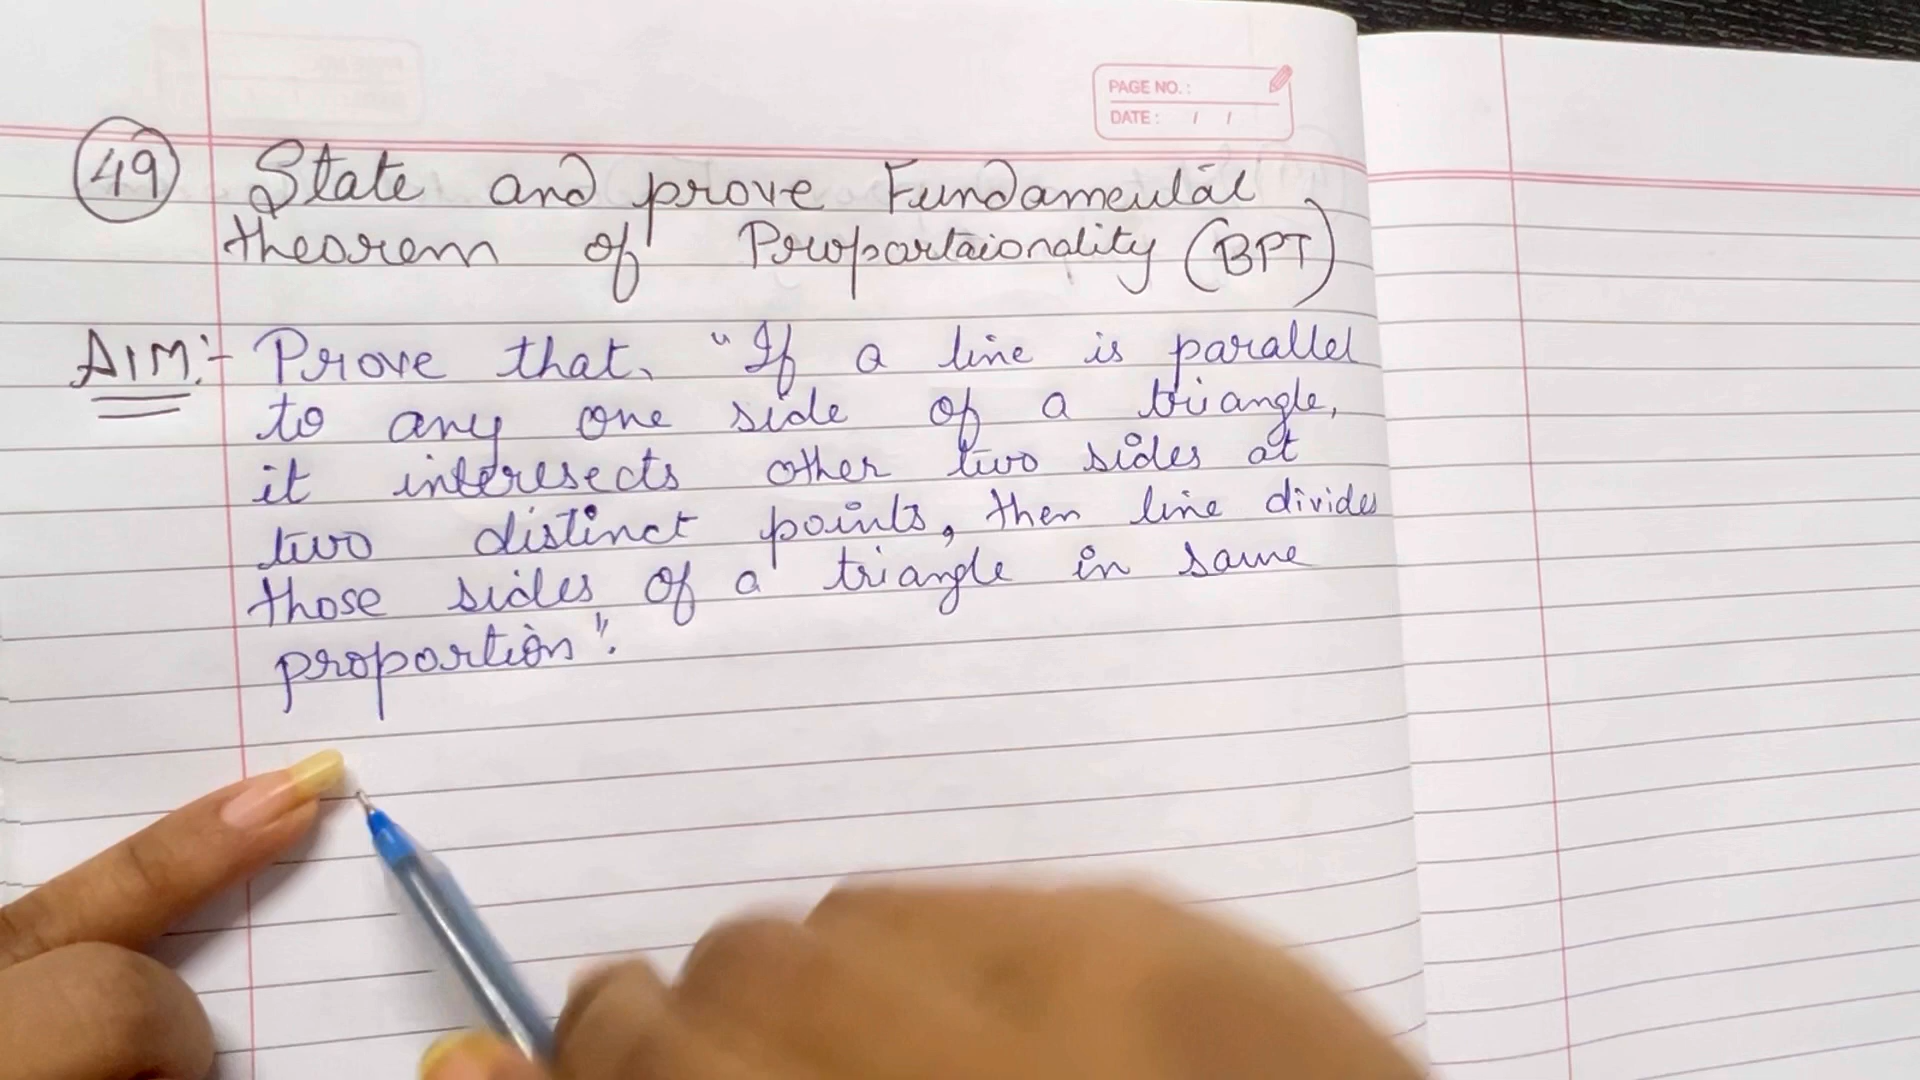 PAGE NO. :
DATE : / /
49 State and prove Fundamental
theorem of Proportaionality (BPT)
AIM:- Prove that, "If a line is parallel
to any one side of a triangle,
it interesects other two sides at
two distinct points, then line divides
those sides of a triangle in same
proportion".